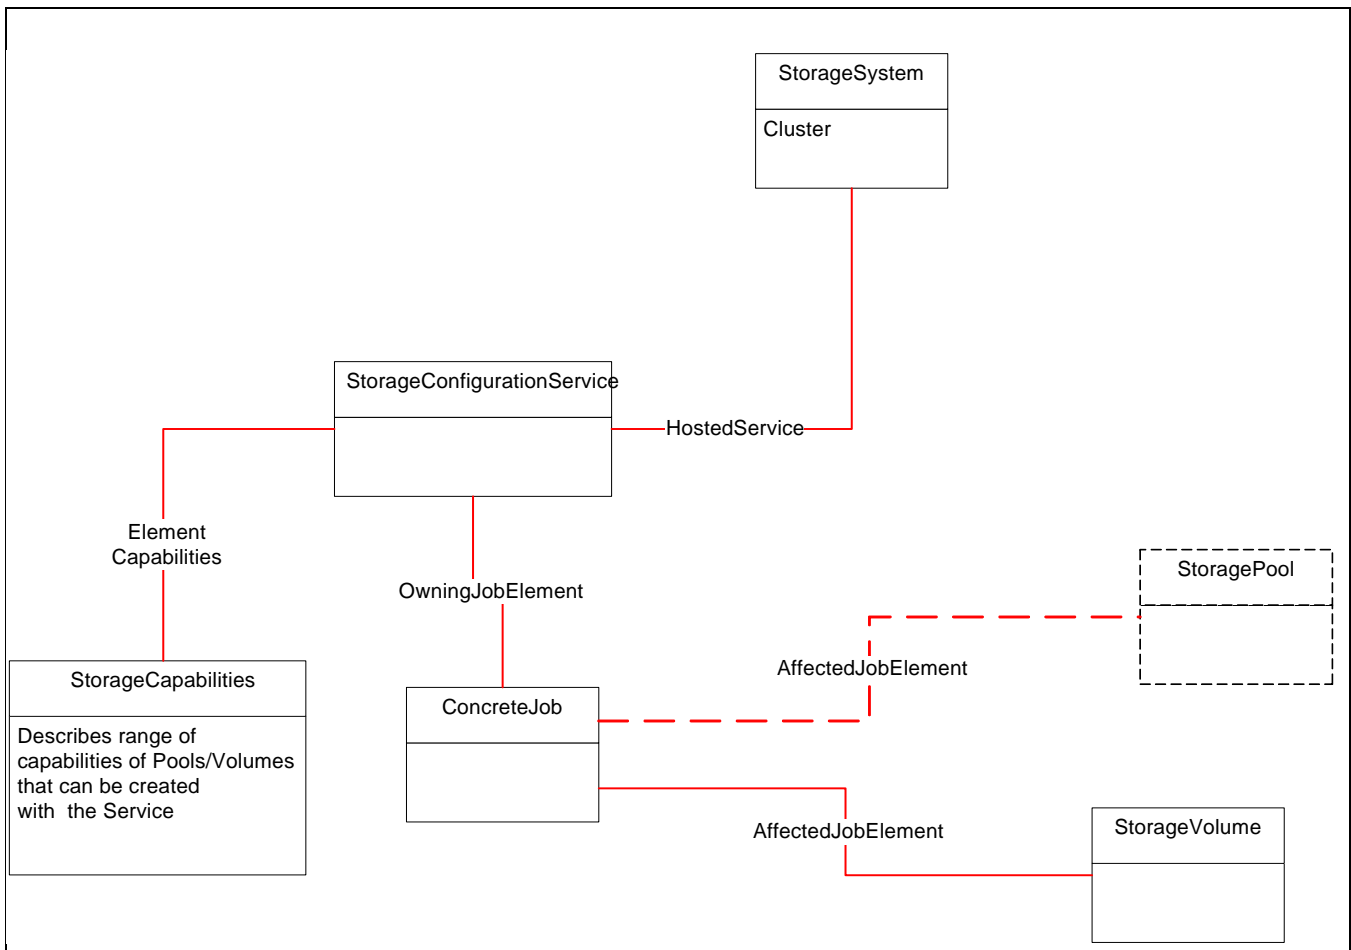 StorageSystem
Cluster
StorageConfigurationService
HostedService
Element
Capabilities
OwningJobElement
StoragePool
AffectedJobElement
StorageCapabilities
Describes range of
capabilities of Pools/Volumes
that can be created
with  the Service
ConcreteJob
AffectedJobElement
StorageVolume